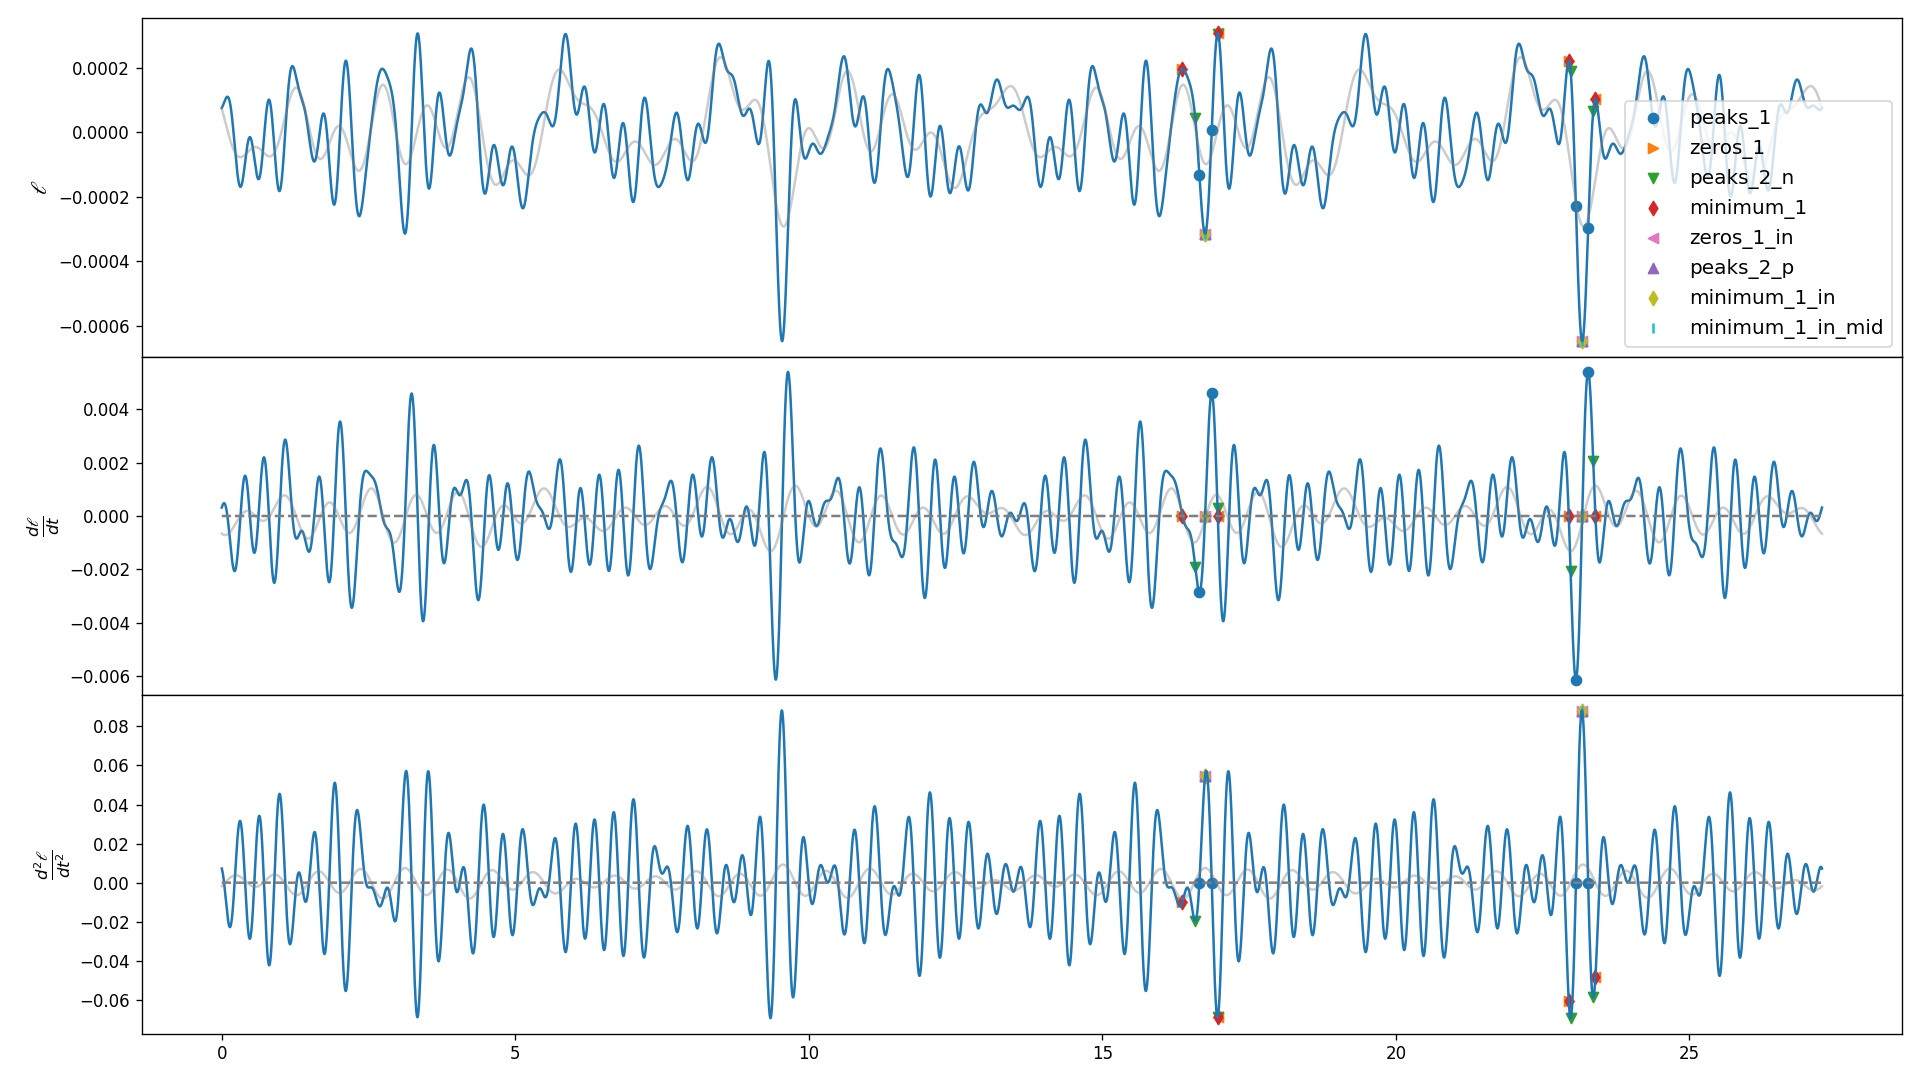 0.0002
0.0000
−0.0002
−0.0004
−0.0006
ℓ
peaks_1
zeros_1
peaks_2_n
minimum_1
zeros_1_in
peaks_2_p
minimum_1_in
minimum_1_in_mid
0.004
0.002
0.000
−0.002
−0.004
−0.006
dℓ/dt
0.08
0.06
0.04
0.02
0.00
−0.02
−0.04
−0.06
d²ℓ/dt²
0 5 10 15 20 25